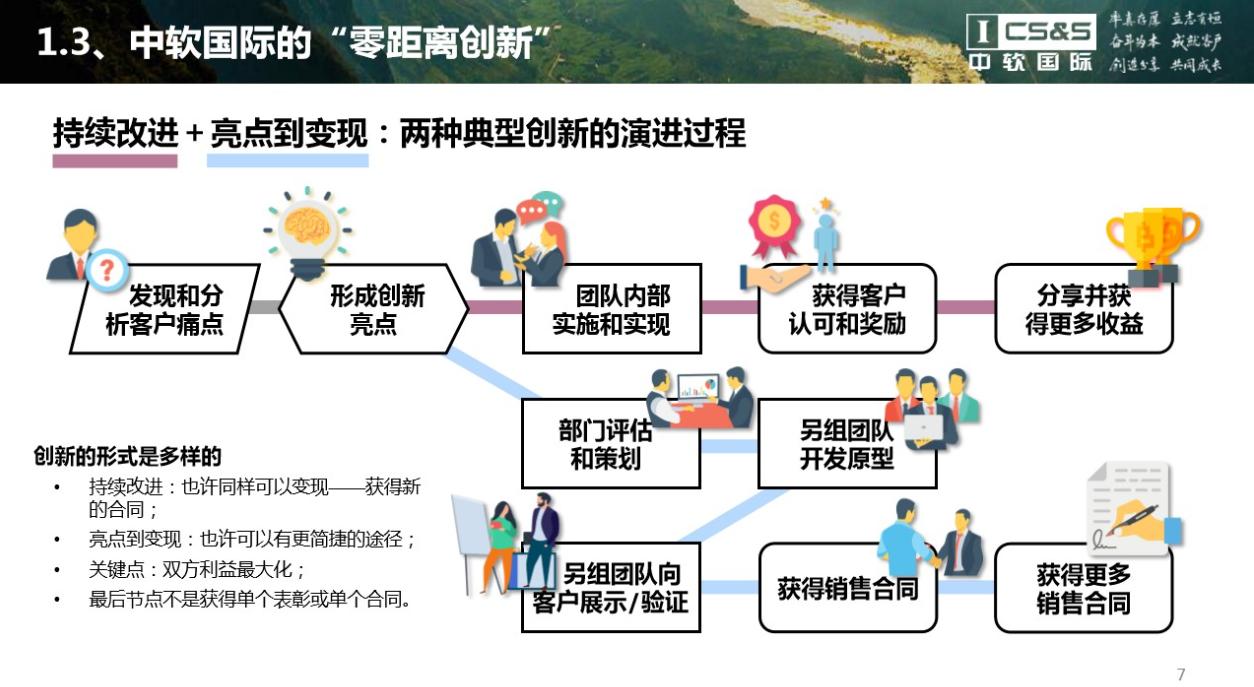 1.3、中软国际的“零距离创新”
I CS&S
中软国际
率真在厚 立志有恒
奋斗为本 成就客户
创造分享 共同成长
持续改进+亮点到变现：两种典型创新的演进过程
?
$
发现和分
析客户痛点
形成创新
亮点
团队内部
实施和实现
获得客户
认可和奖励
分享并获
得更多收益
部门评估
和策划
另组团队
开发原型
创新的形式是多样的
• 持续改进：也许同样可以变现——获得新
的合同；
• 亮点到变现：也许可以有更简捷的途径；
• 关键点：双方利益最大化；
• 最后节点不是获得单个表彰或单个合同。
另组团队向
客户展示/验证
获得销售合同
获得更多
销售合同
7